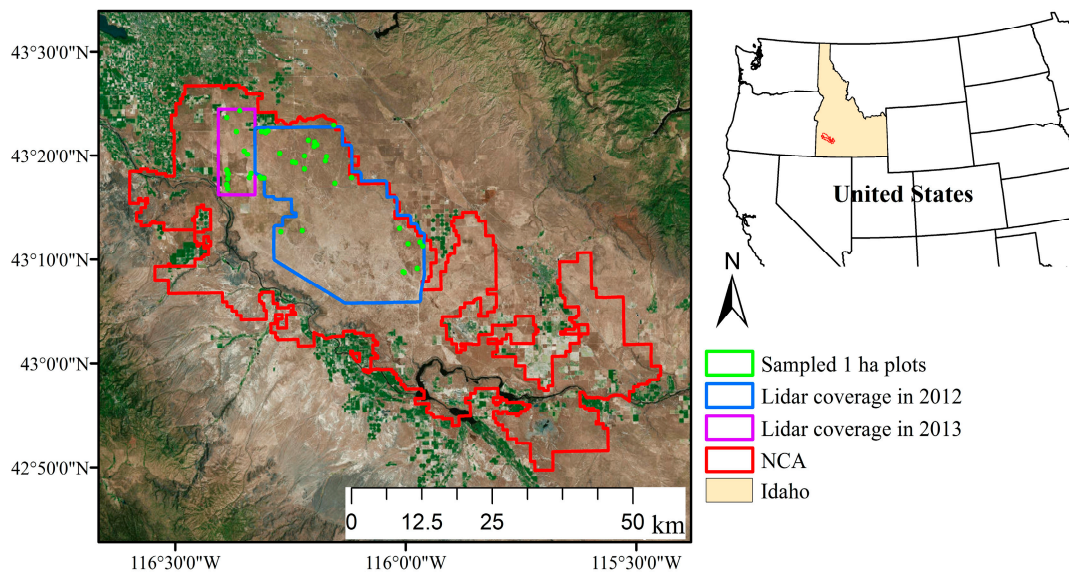 43°30'0"N
43°20'0"N
43°10'0"N
43°0'0"N
42°50'0"N
116°30'0"W
116°0'0"W
115°30'0"W
0 12.5 25 50 km
United States
N
Sampled 1 ha plots
Lidar coverage in 2012
Lidar coverage in 2013
NCA
Idaho